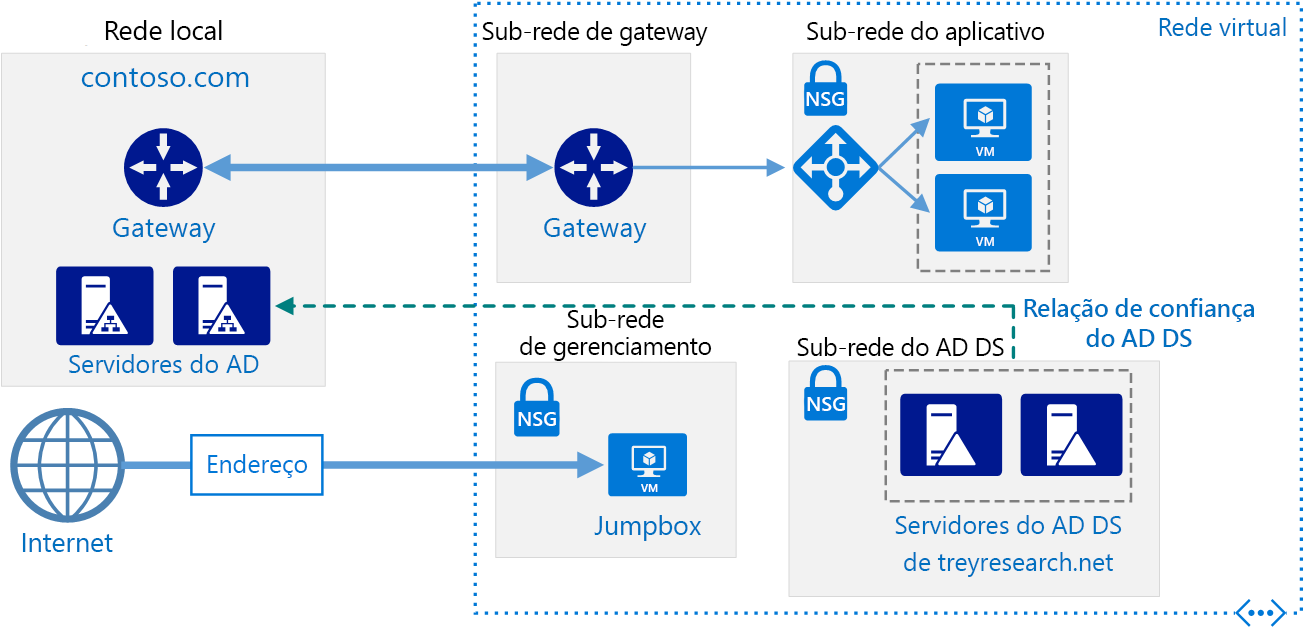 Rede local
contoso.com
Gateway
Servidores do AD
Internet
Endereço
Sub-rede de gateway
Gateway
Sub-rede do aplicativo
NSG
VM
VM
Rede virtual
Relação de confiança
do AD DS
Sub-rede
de gerenciamento
NSG
VM
Jumpbox
Sub-rede do AD DS
NSG
Servidores do AD DS
de treyresearch.net